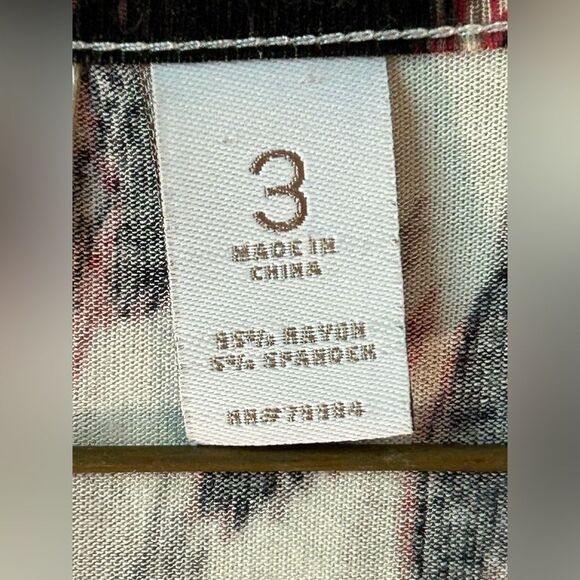 3
MADE IN
CHINA
95% RAYON
5% SPANDEX